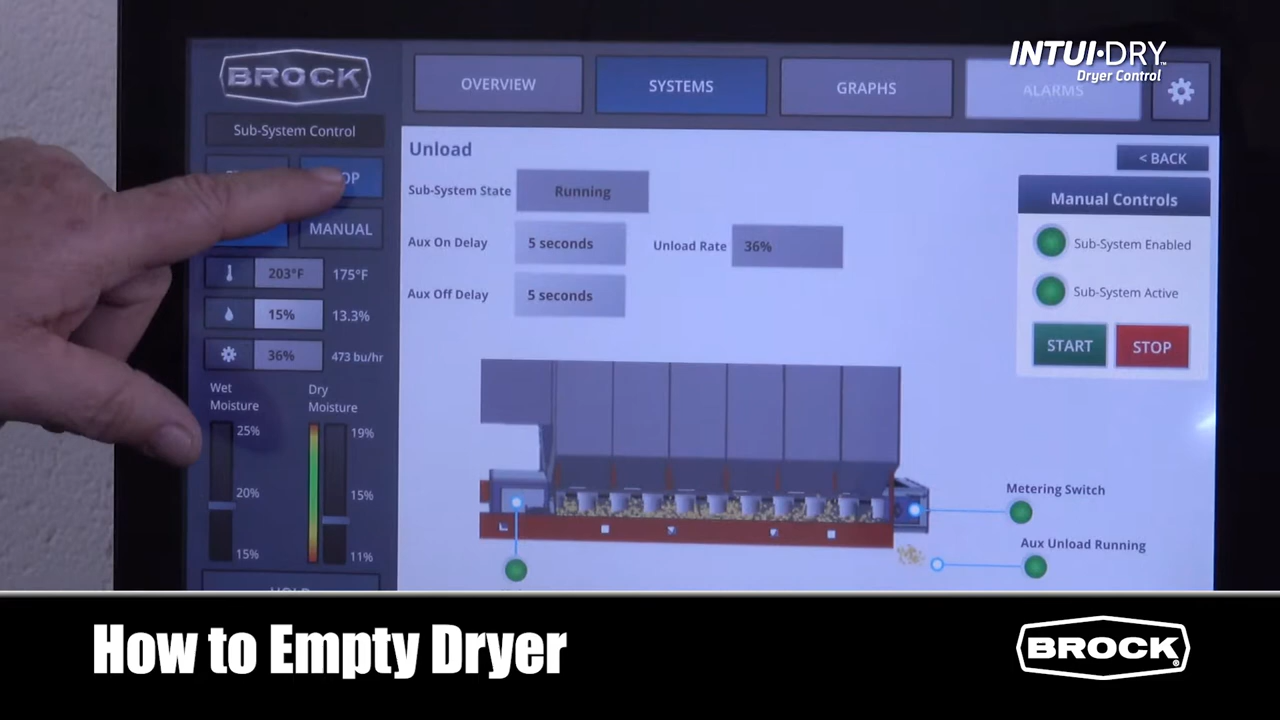 INTUI·DRY™
Dryer Control
BROCK
OVERVIEW
SYSTEMS
GRAPHS
ALARMS
Sub-System Control
OP
MANUAL
203°F
175°F
15%
13.3%
36%
473 bu/hr
Wet
Moisture
Dry
Moisture
25%
20%
15%
19%
15%
11%
Unload
< BACK
Sub-System State
Running
Aux On Delay
5 seconds
Unload Rate
36%
Aux Off Delay
5 seconds
Manual Controls
Sub-System Enabled
Sub-System Active
START
STOP
Metering Switch
Aux Unload Running
How to Empty Dryer
BROCK®